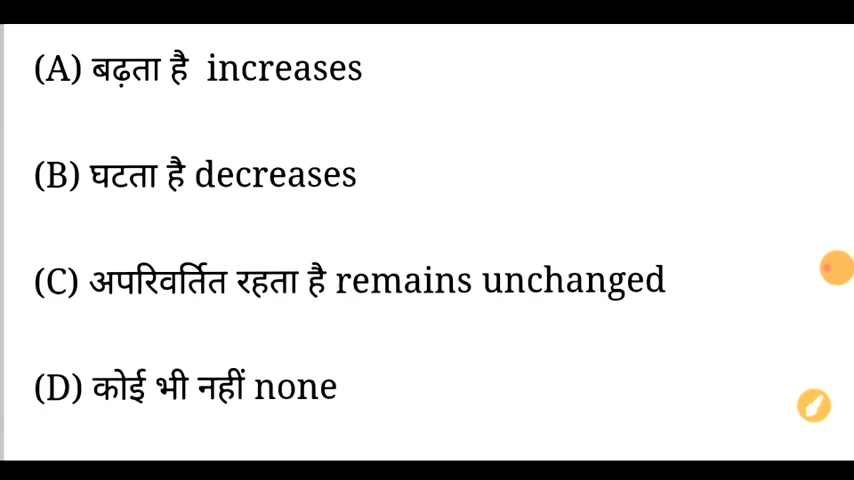 (A) बढ़ता है increases
(B) घटता है decreases
(C) अपरिवर्तित रहता है remains unchanged
(D) कोई भी नहीं none